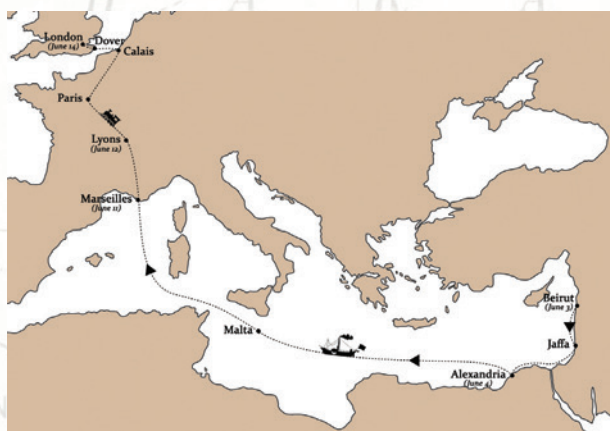 London
(June 14)
Dover
Calais
Paris
Lyons
(June 12)
Marseilles
(June 11)
Malta
Beirut
(June 3)
Jaffa
Alexandria
(June 4)